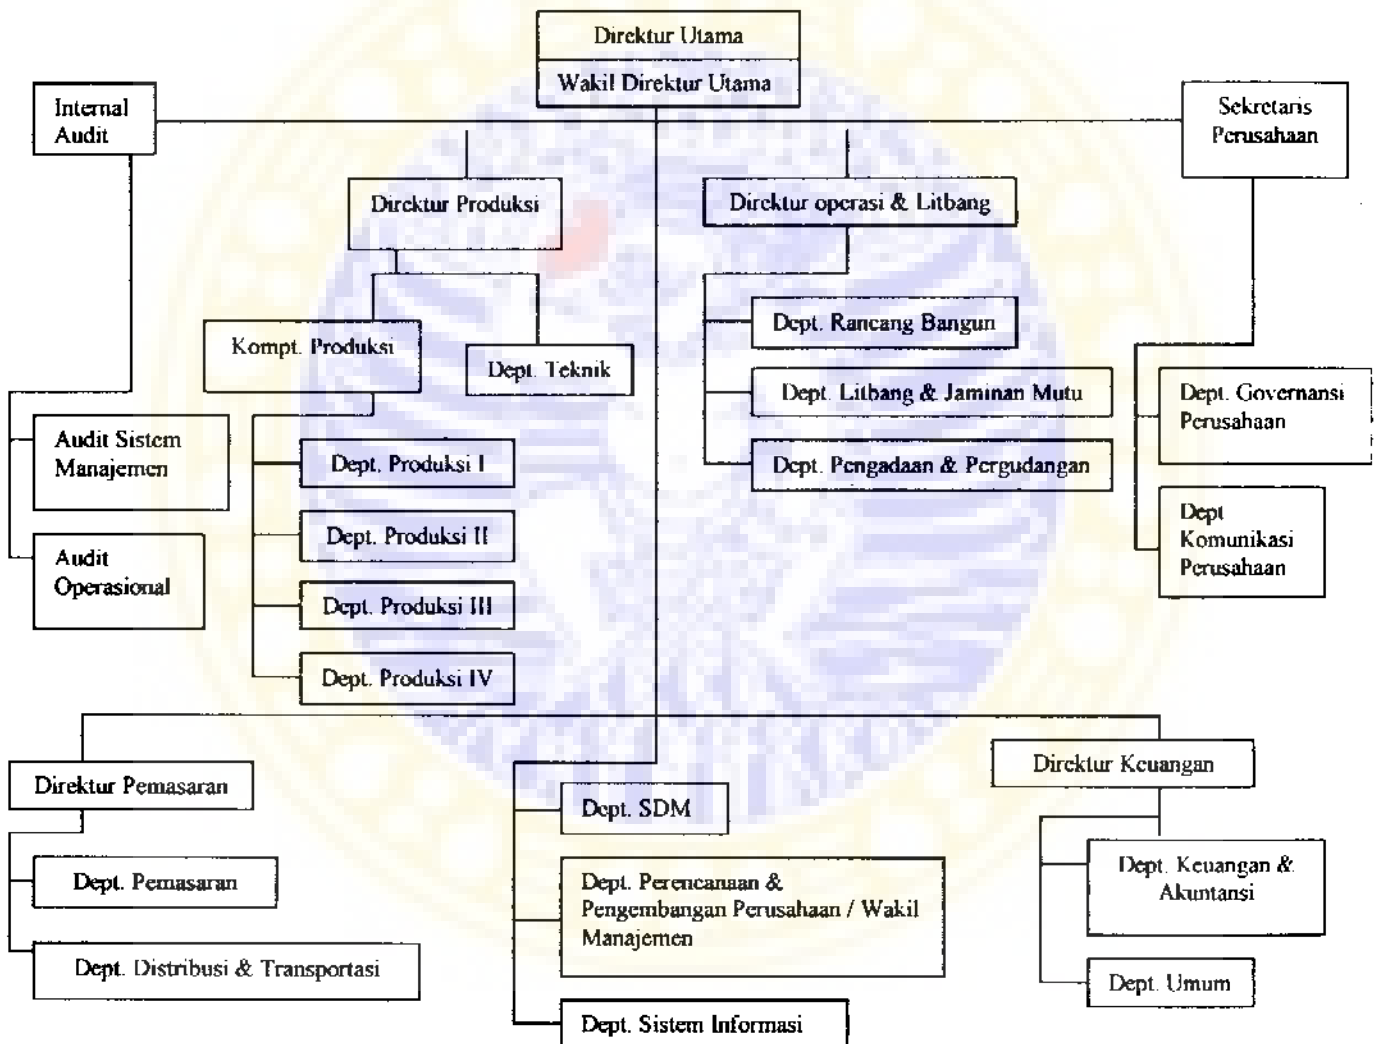 Direktur Utama
Wakil Direktur Utama
Internal
Audit
Sekretaris
Perusahaan
Direktur Produksi
Direktur operasi & Litbang
Kompt. Produksi
Dept. Teknik
Dept. Rancang Bangun
Dept. Litbang & Jaminan Mutu
Dept. Pengadaan & Pergudangan
Dept. Governansi
Perusahaan
Dept
Komunikasi
Perusahaan
Audit Sistem
Manajemen
Audit
Operasional
Dept. Produksi I
Dept. Produksi II
Dept. Produksi III
Dept. Produksi IV
Direktur Pemasaran
Dept. Pemasaran
Dept. Distribusi & Transportasi
Dept. SDM
Dept. Perencanaan &
Pengembangan Perusahaan / Wakil
Manajemen
Dept. Sistem Informasi
Direktur Keuangan
Dept. Keuangan &
Akuntansi
Dept. Umum